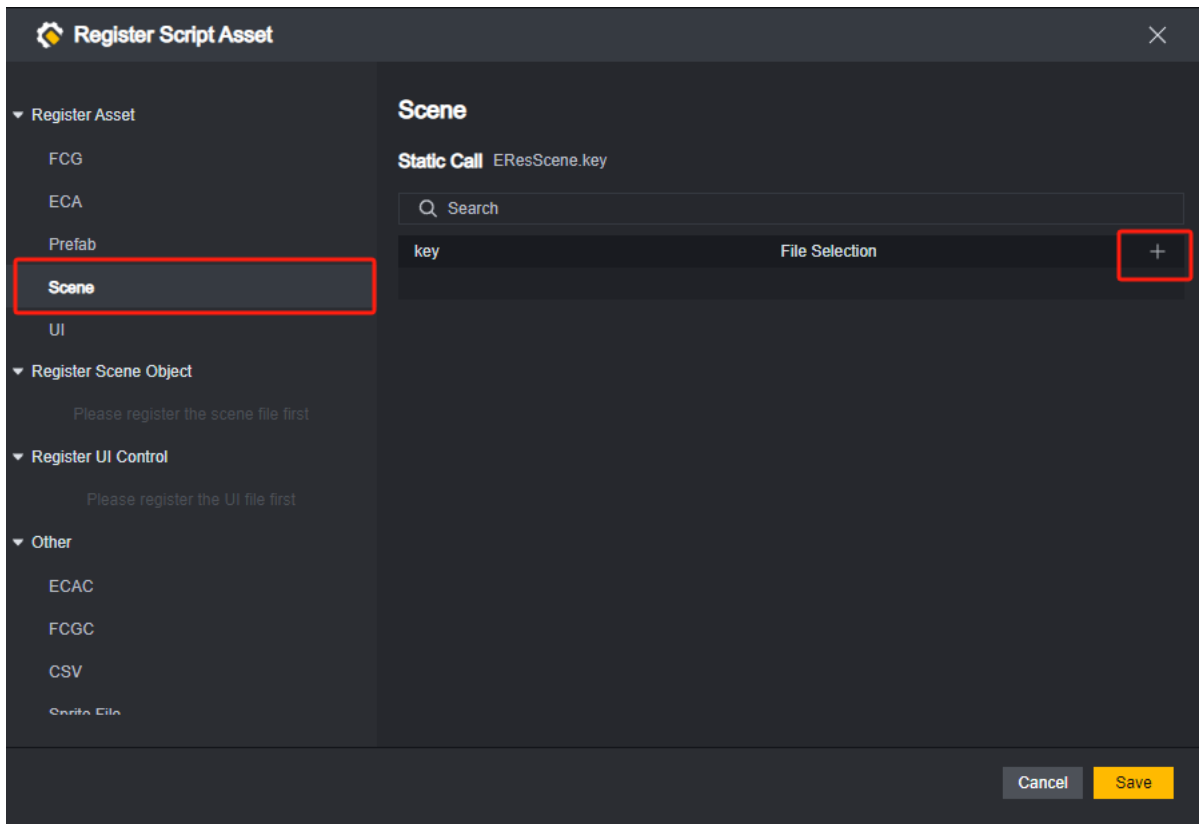 Register Script Asset
Register Asset
FCG
ECA
Prefab
Scene
UI
Register Scene Object
Please register the scene file first
Register UI Control
Please register the UI file first
Other
ECAC
FCGC
CSV
Sprite File
Scene
Static Call EResScene.key
Search
key File Selection +
Cancel Save